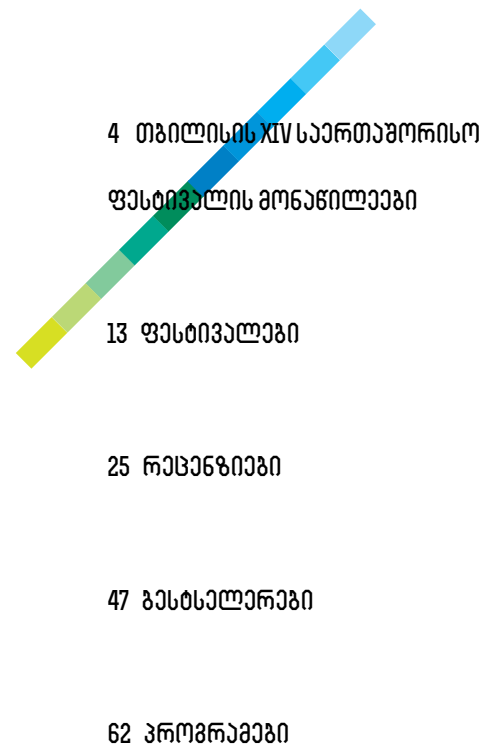 4 თბილისის XIV საერთაშორისო
ფესტივალის მონაწილეები
13 ფესტივალები
25 რეცენზიები
47 ბესტსელერები
62 პროგრამები